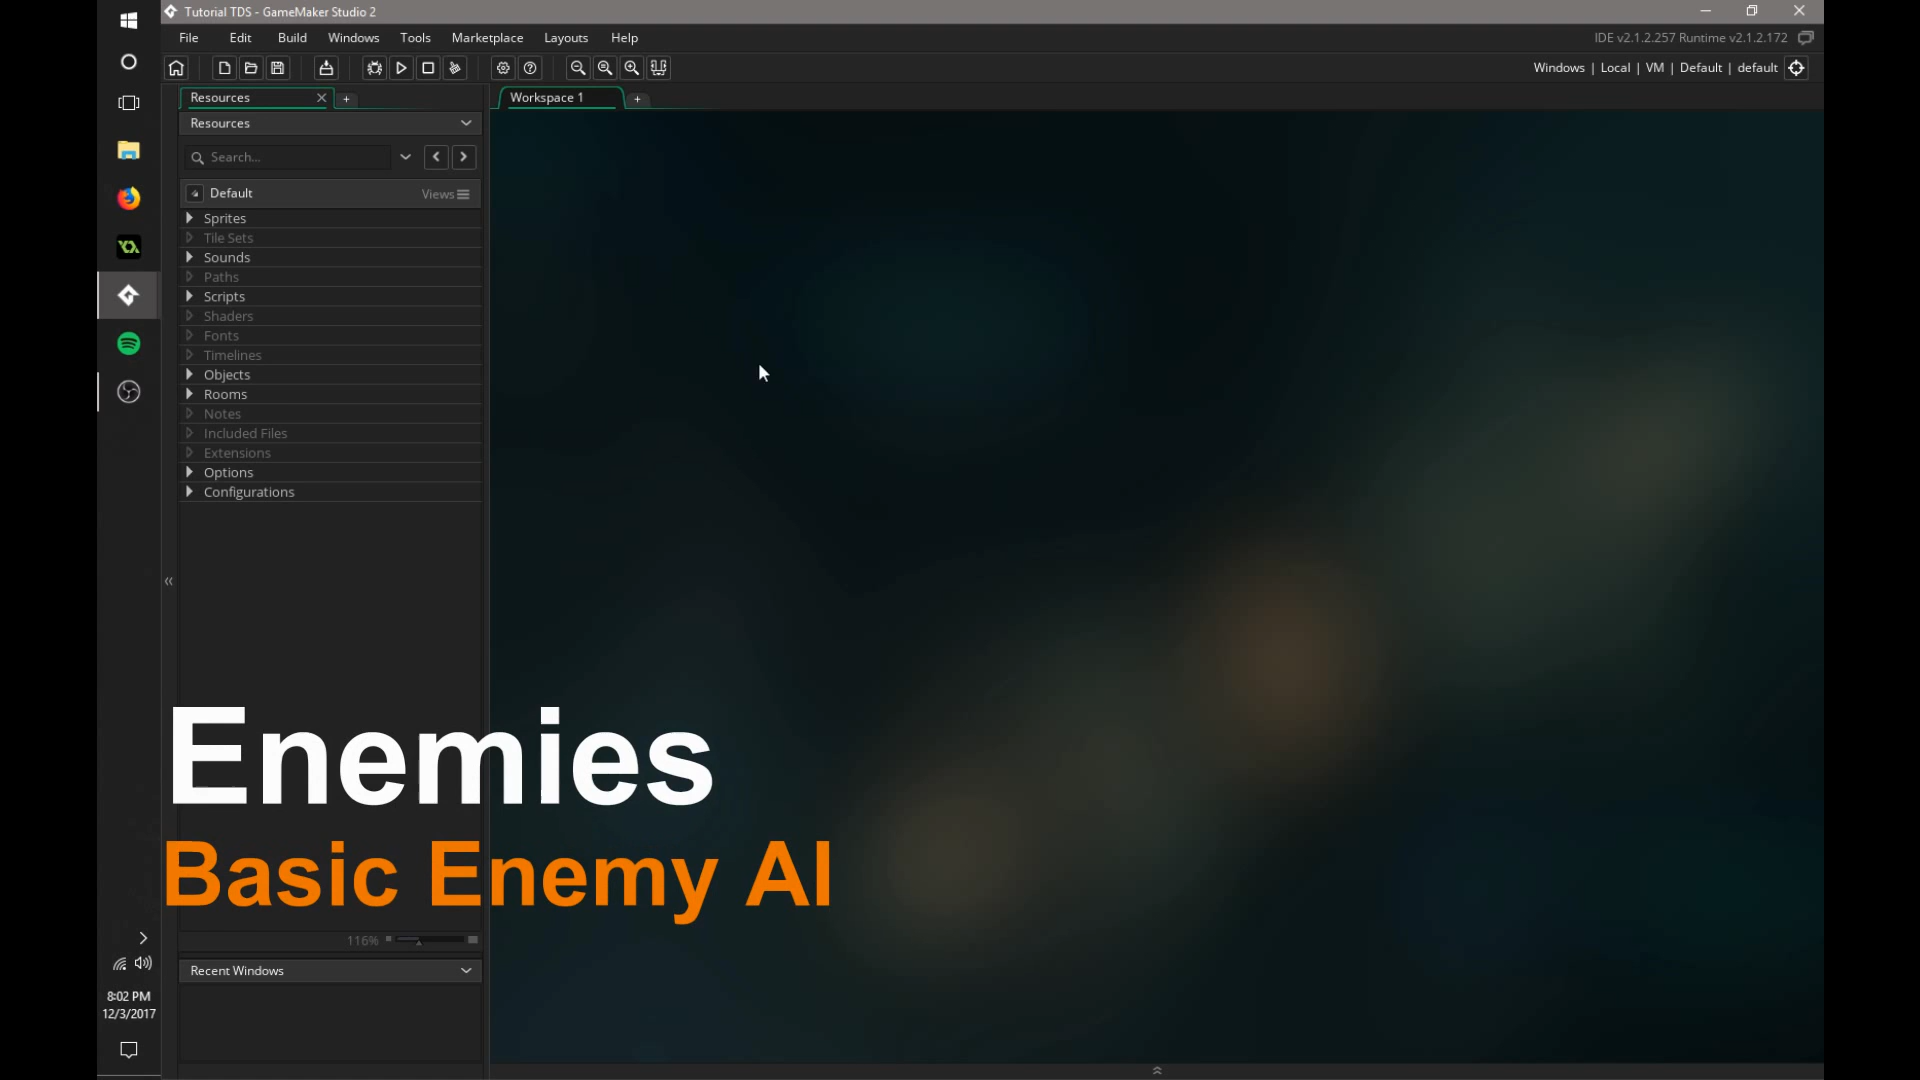 Tutorial TDS - GameMaker Studio 2
File Edit Build Windows Tools Marketplace Layouts Help
IDE v2.1.2.257 Runtime v2.1.2.172
Windows | Local | VM | Default | default
Resources
Workspace 1
Resources
Search...
Default
Views
Sprites
Tile Sets
Sounds
Paths
Scripts
Shaders
Fonts
Timelines
Objects
Rooms
Notes
Included Files
Extensions
Options
Configurations
Enemies
Basic Enemy AI
116%
Recent Windows
8:02 PM
12/3/2017